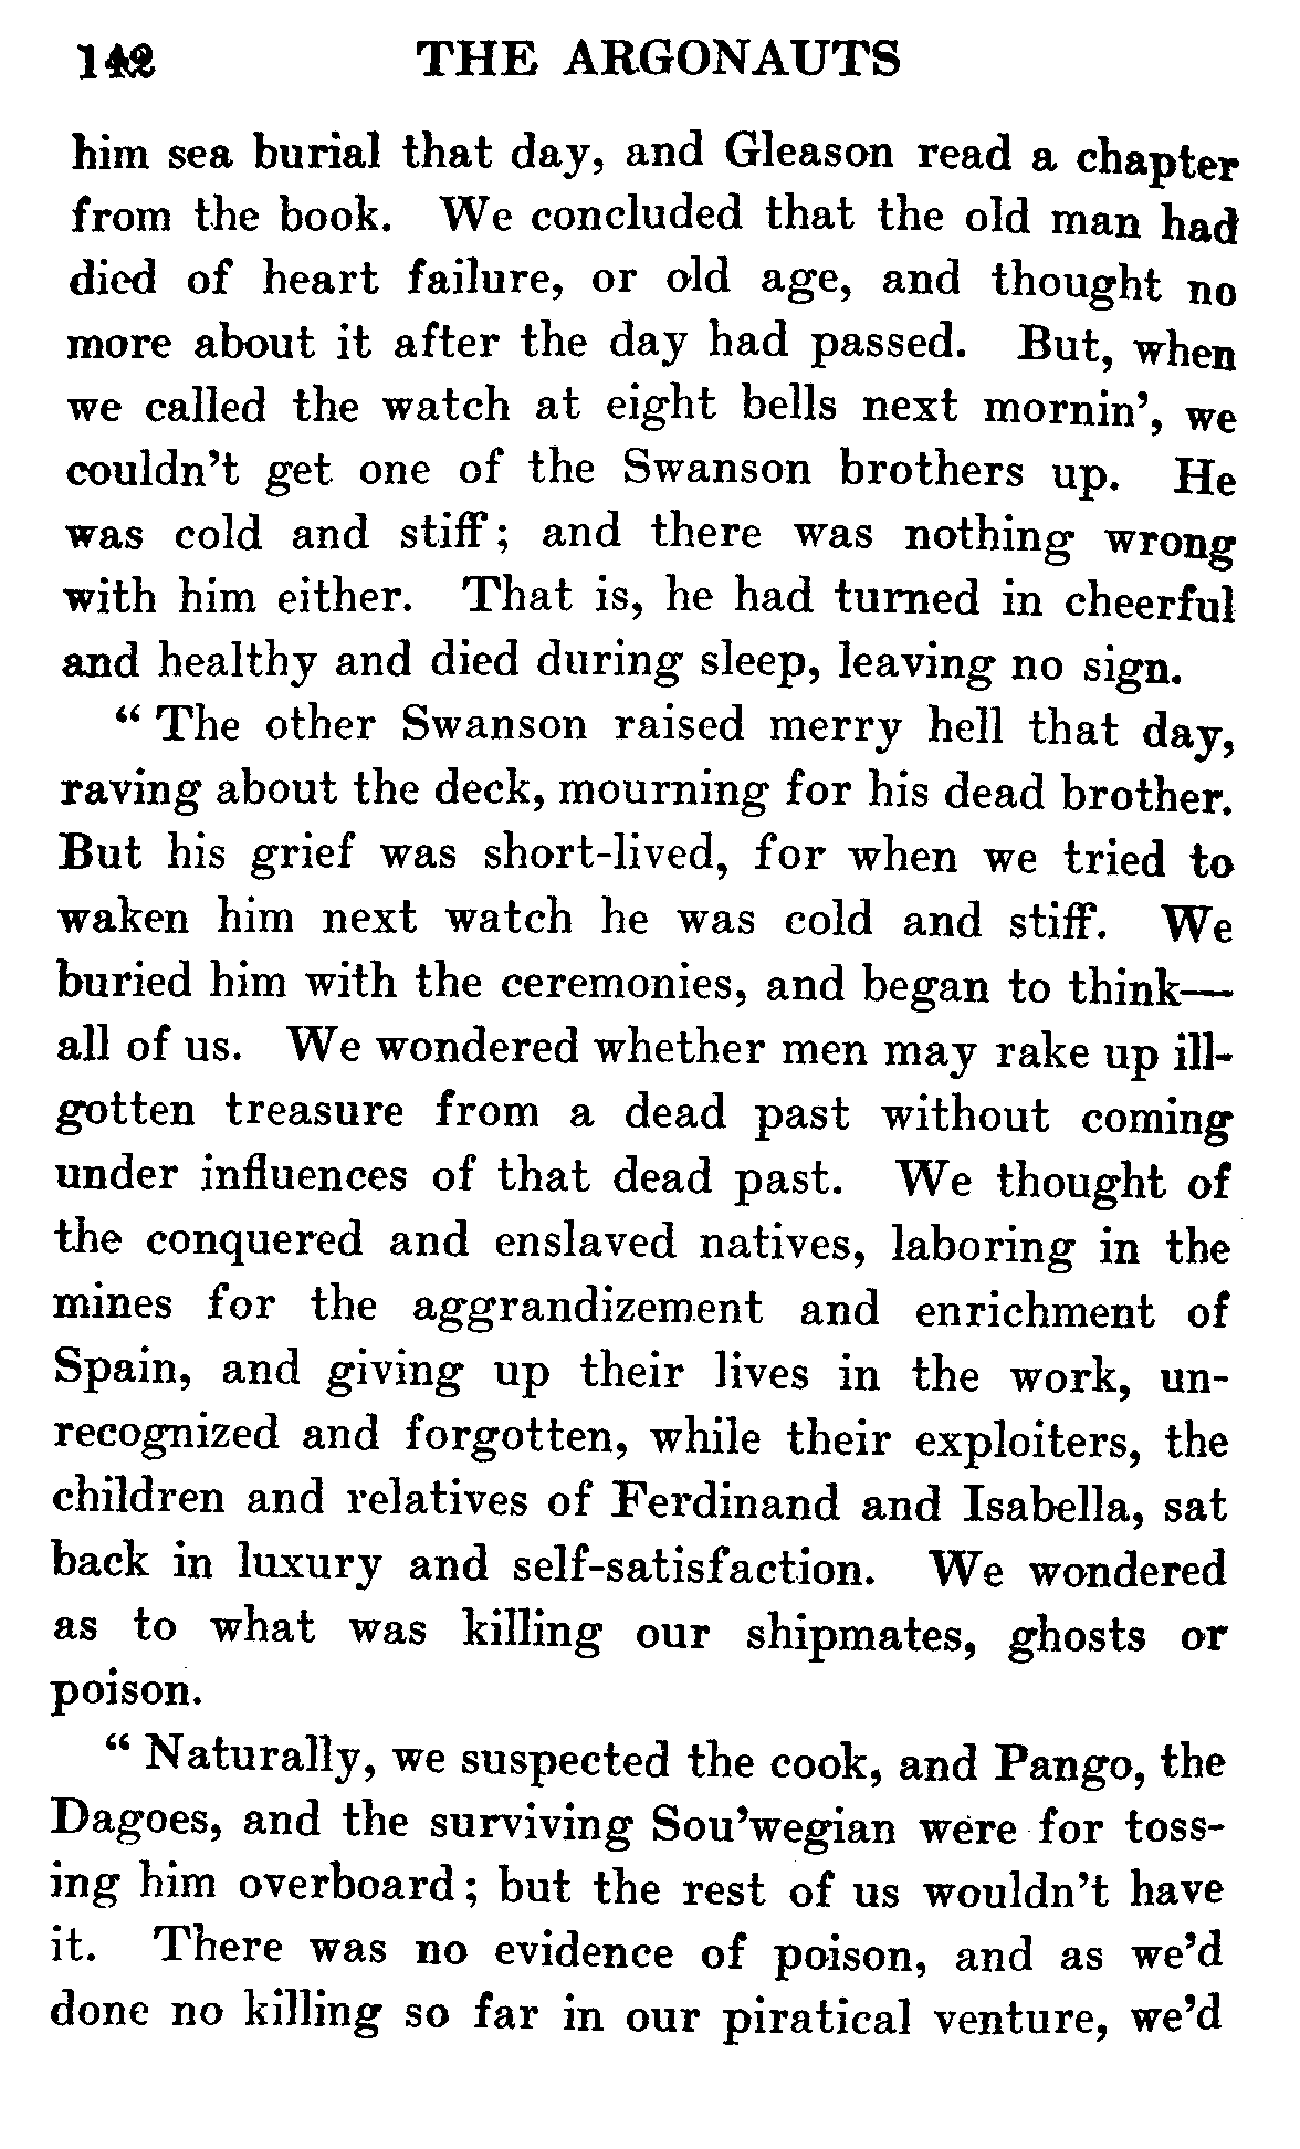 142 THE ARGONAUTS
him sea burial that day, and Gleason read a chapter
from the book. We concluded that the old man had
died of heart failure, or old age, and thought no
more about it after the day had passed. But, when
we called the watch at eight bells next mornin', we
couldn't get one of the Swanson brothers up. He
was cold and stiff; and there was nothing wrong
with him either. That is, he had turned in cheerful
and healthy and died during sleep, leaving no sign.
" The other Swanson raised merry hell that day,
raving about the deck, mourning for his dead brother.
But his grief was short-lived, for when we tried to
waken him next watch he was cold and stiff. We
buried him with the ceremonies, and began to think—
all of us. We wondered whether men may rake up ill-
gotten treasure from a dead past without coming
under influences of that dead past. We thought of
the conquered and enslaved natives, laboring in the
mines for the aggrandizement and enrichment of
Spain, and giving up their lives in the work, un-
recognized and forgotten, while their exploiters, the
children and relatives of Ferdinand and Isabella, sat
back in luxury and self-satisfaction. We wondered
as to what was killing our shipmates, ghosts or
poison.
" Naturally, we suspected the cook, and Pango, the
Dagoes, and the surviving Sou'wegian were for toss-
ing him overboard; but the rest of us wouldn't have
it. There was no evidence of poison, and as we'd
done no killing so far in our piratical venture, we'd